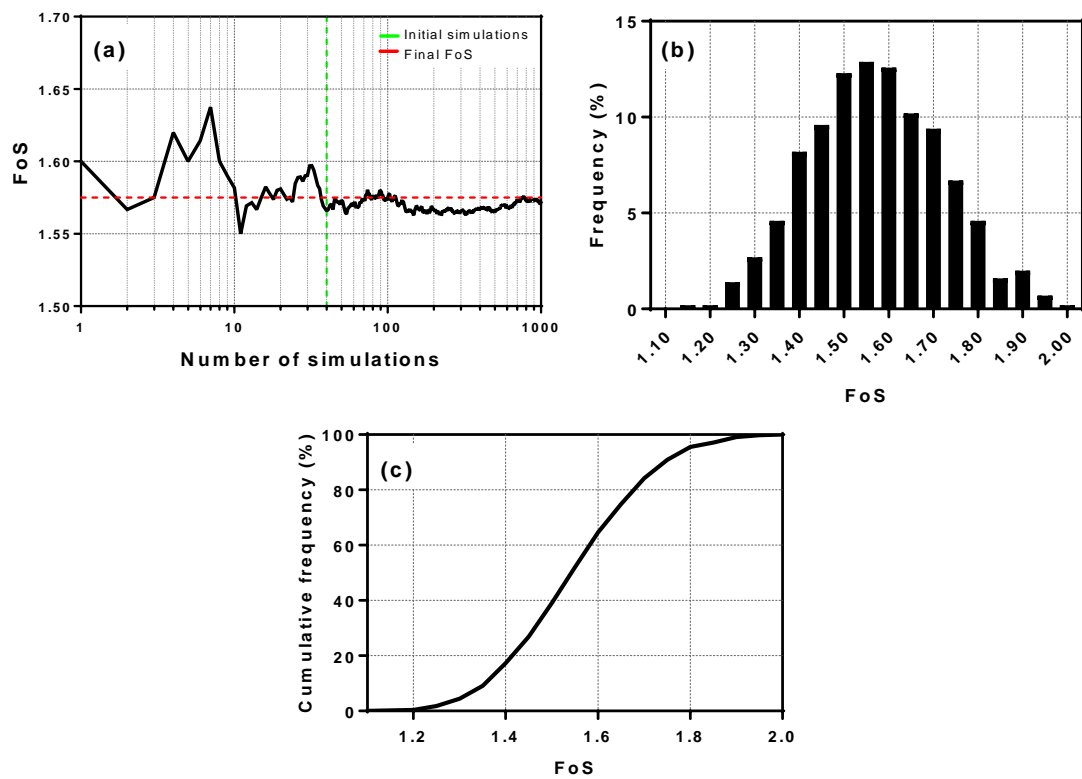 (a)
Initial simulations
Final FoS
1.70
1.65
1.60
1.55
1.50
FoS
1 10 100 1000
Number of simulations
(b)
15
10
5
0
Frequency (%)
1.10 1.20 1.30 1.40 1.50 1.60 1.70 1.80 1.90 2.00
FoS
(c)
100
80
60
40
20
0
Cumulative frequency (%)
1.2 1.4 1.6 1.8 2.0
FoS